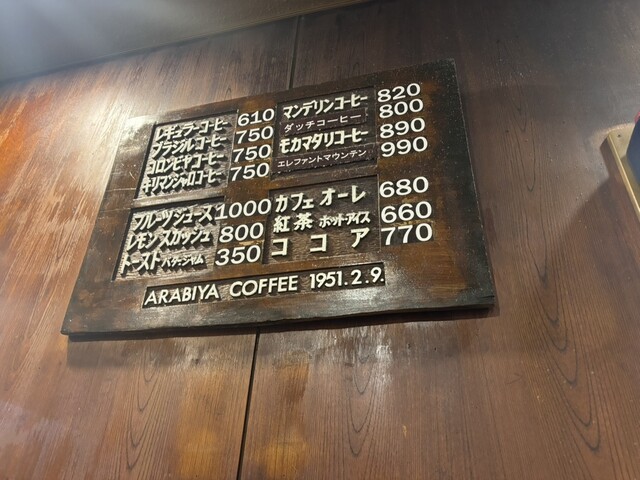 レギュラーコーヒー 610
ブラジルコーヒー 750
コロンビヤコーヒー 750
キリマンジャロコーヒー 750
マンデリンコーヒー 820
ダッチコーヒー 800
モカマタリコーヒー 890
エレファントマウンテン 990
フルーツジュース 1000
レモンスカッシュ 800
トースト バター・ジャム 350
カフェオーレ 680
紅茶 ホット・アイス 660
ココア 770
ARABIYA COFFEE 1951.2.9.